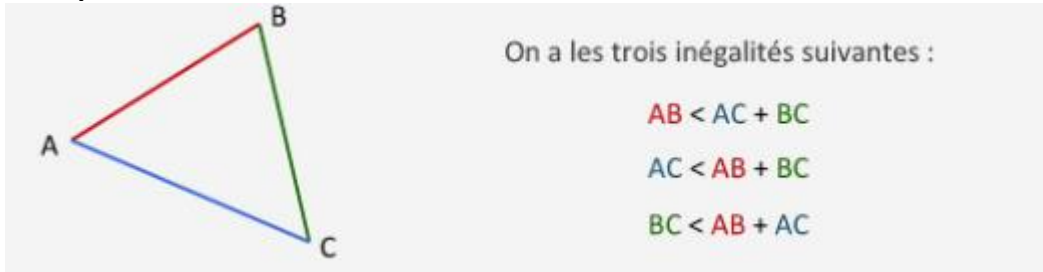 B
On a les trois inégalités suivantes :
AB < AC + BC
A
AC < AB + BC
BC < AB + AC
C